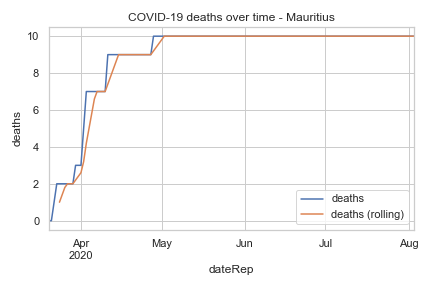 COVID-19 deaths over time - Mauritius
10
8
6
4
2
0
deaths
deaths
deaths (rolling)
Apr
2020
May
Jun
Jul
Aug
dateRep